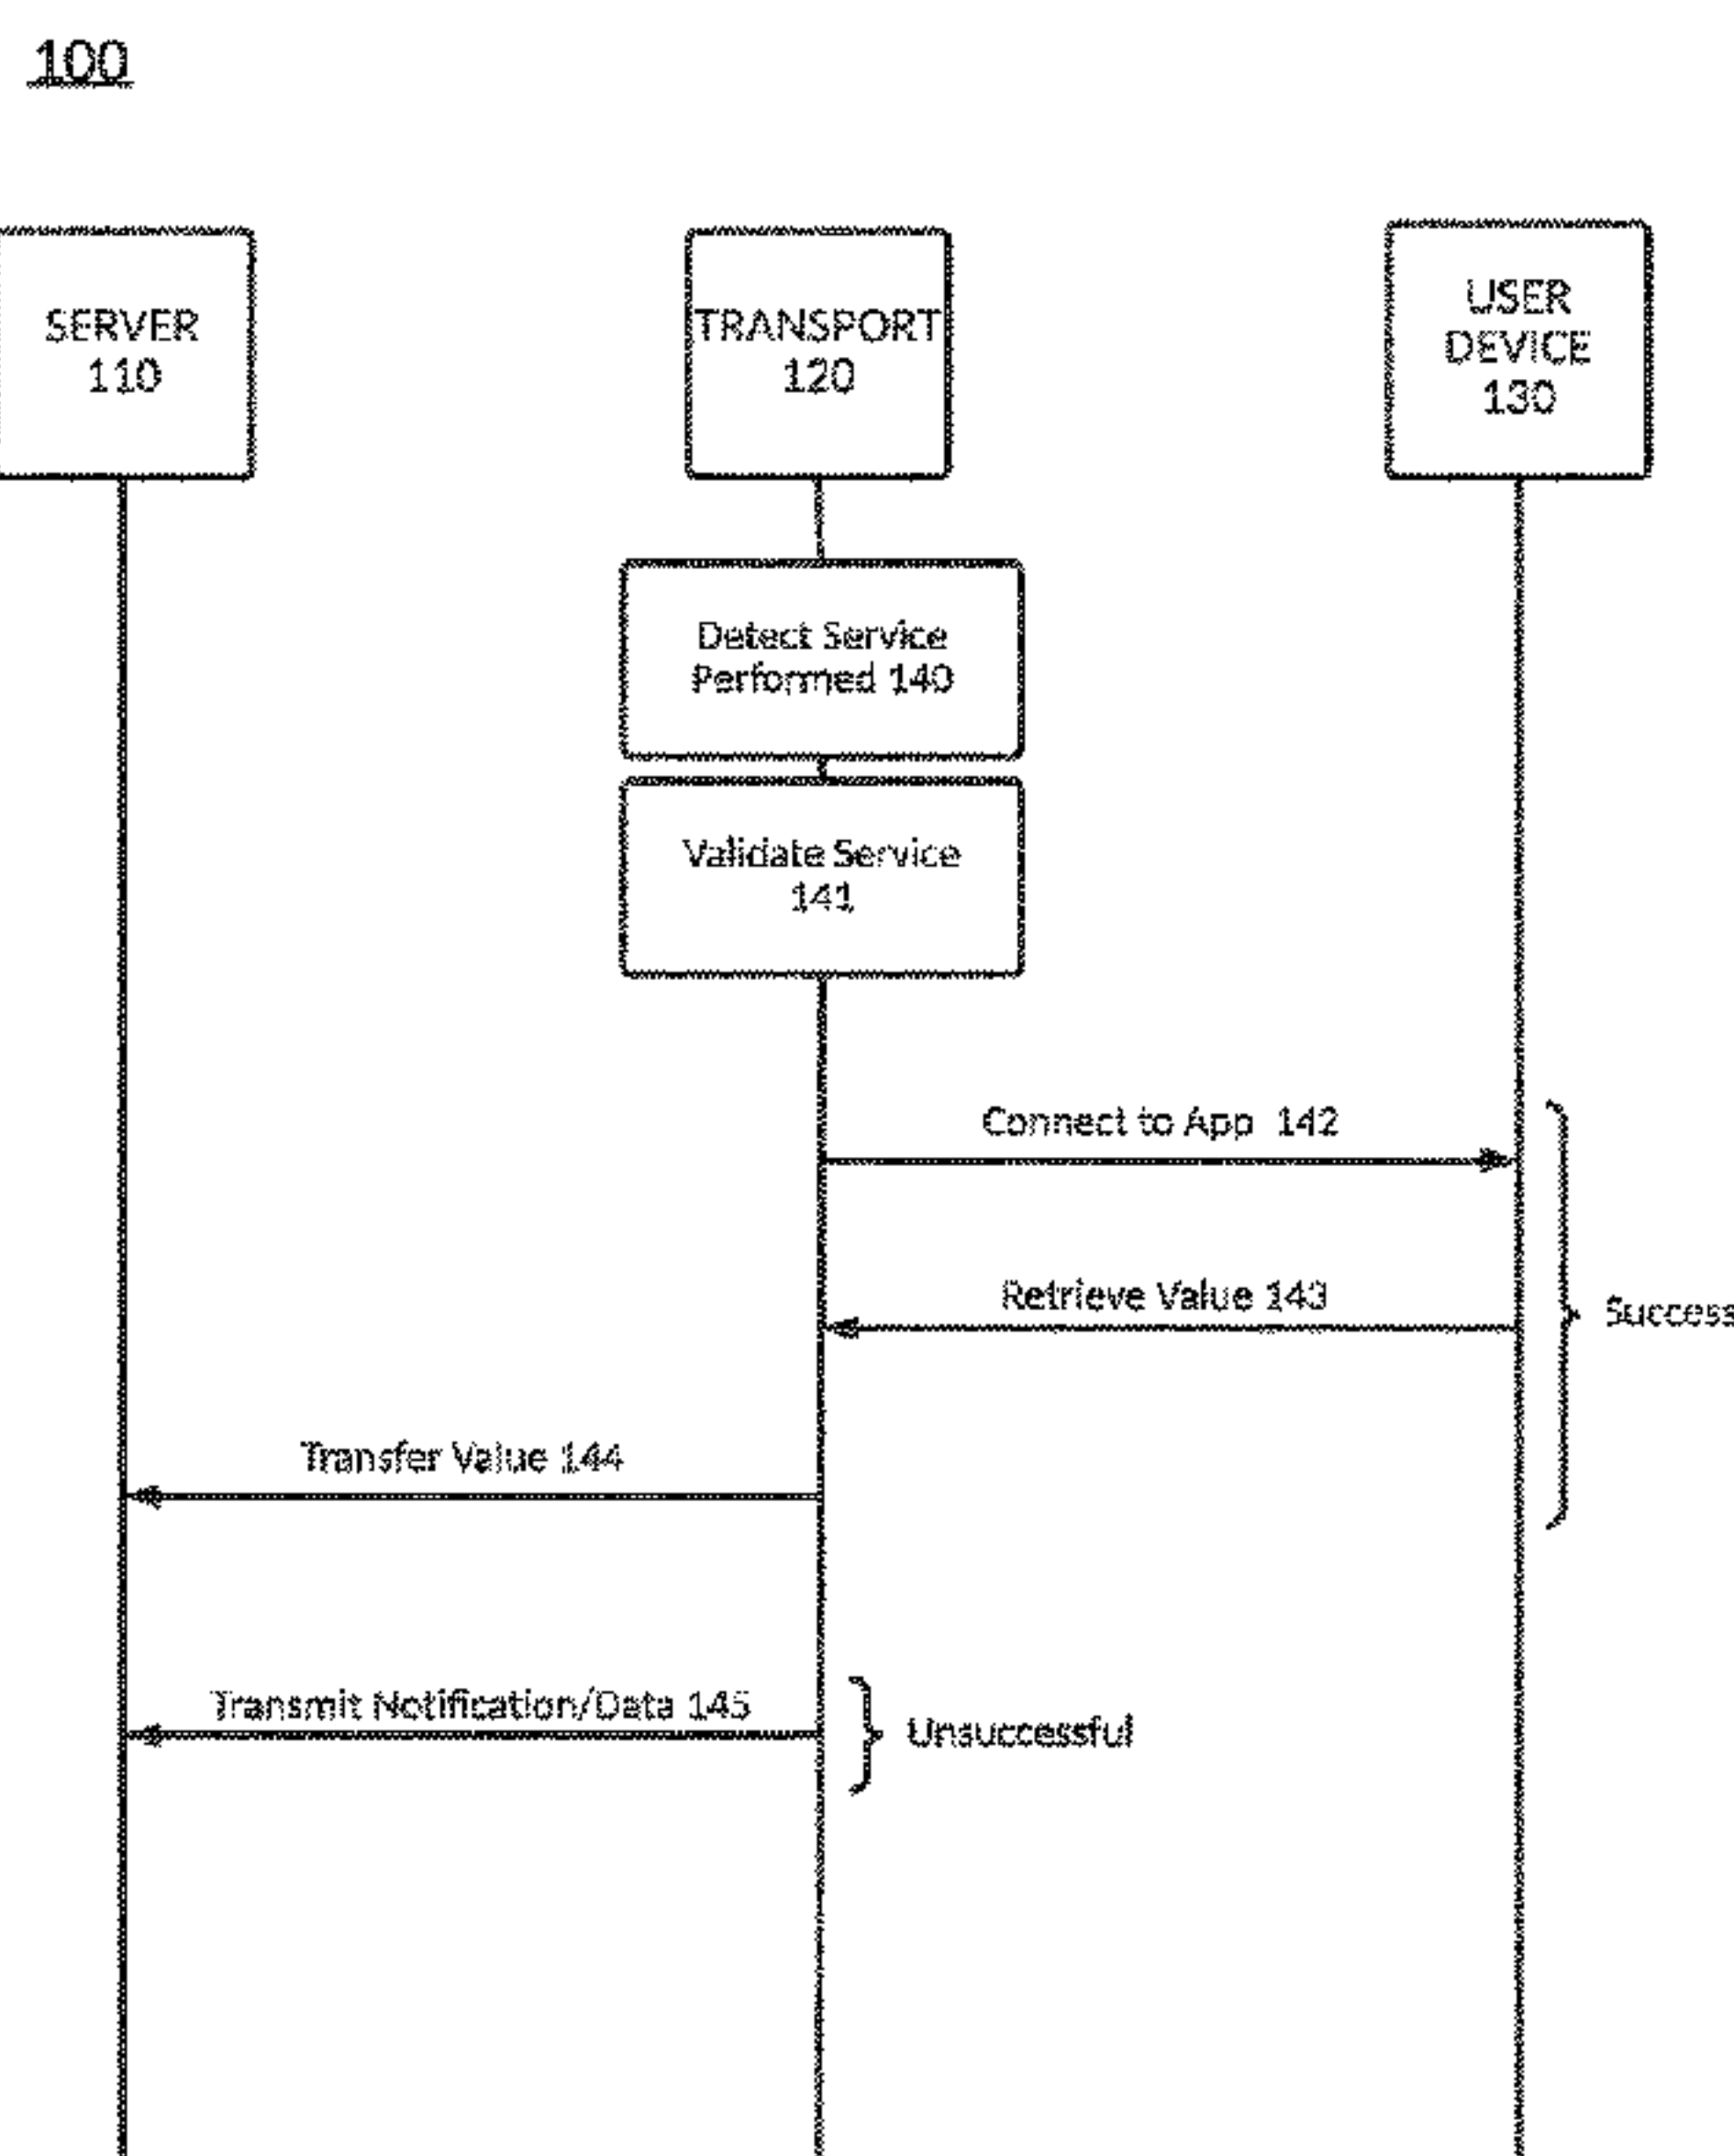 100
SERVER
110
TRANSPORT
120
USER
DEVICE
130
Detect Service
Performed 140
Validate Service
141
Connect to App 142
Retrieve Value 143
Success
Transfer Value 144
Transmit Notification/Data 145
Unsuccessful